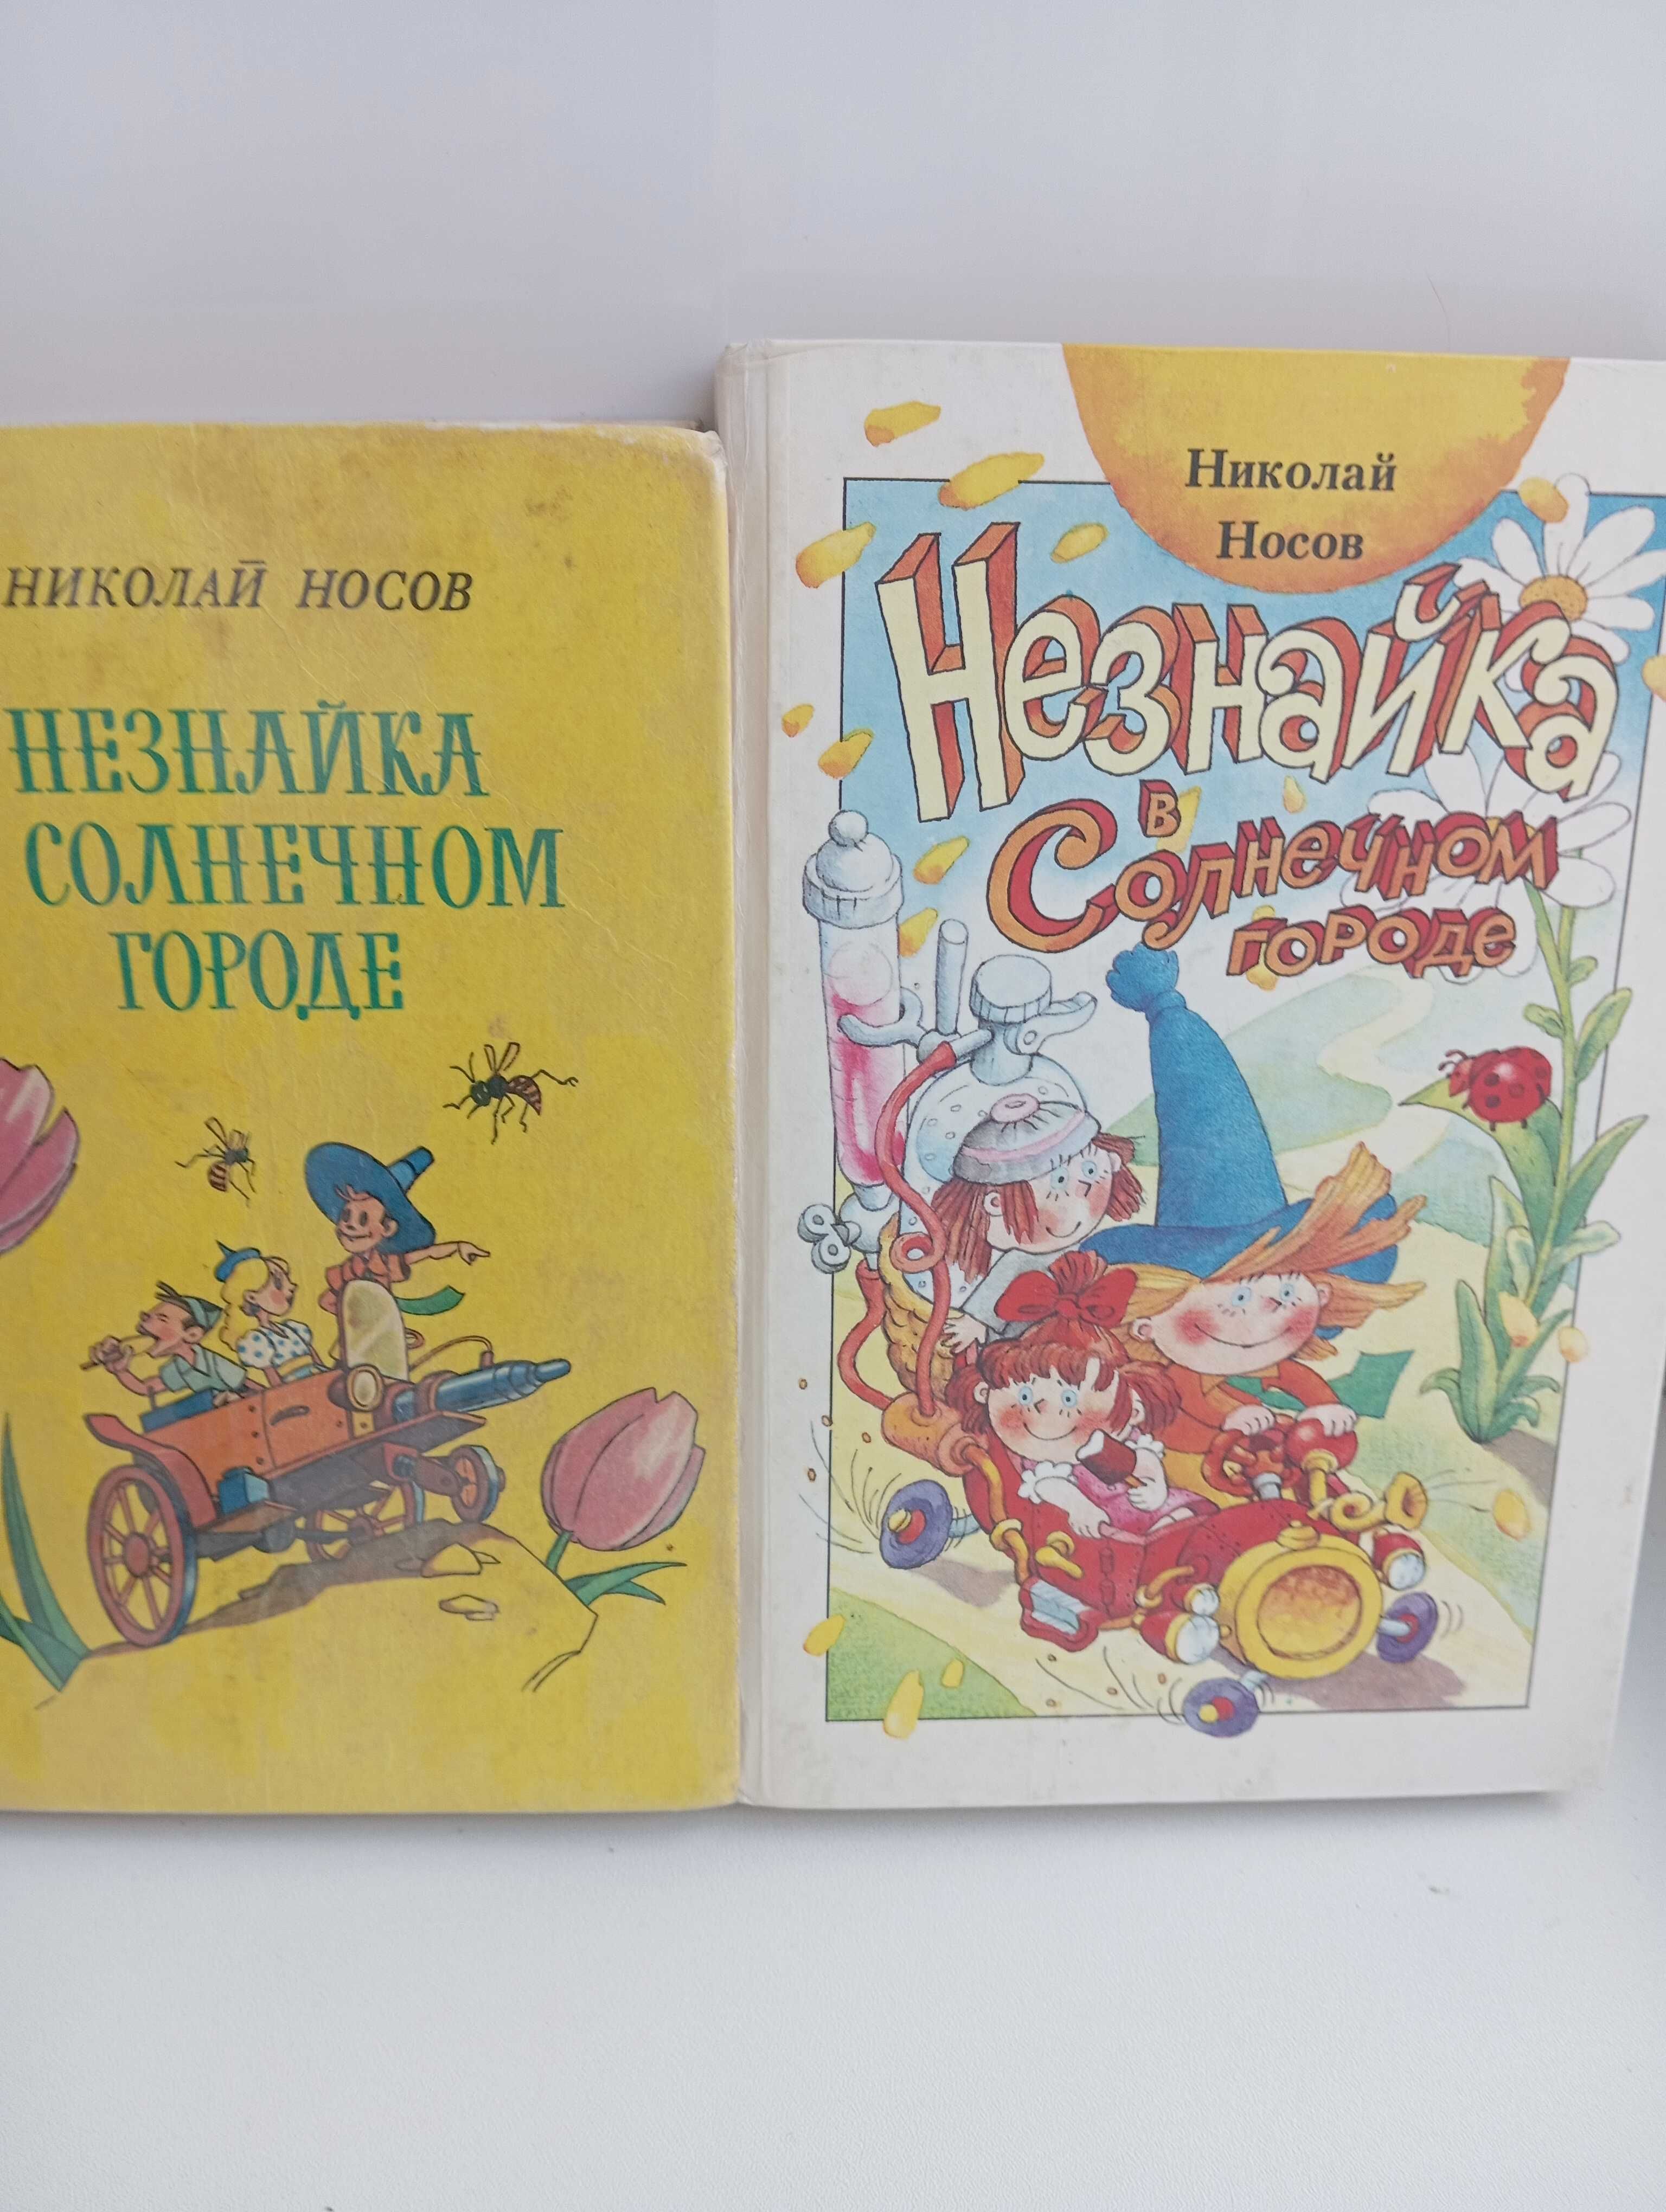 НИКОЛАЙ НОСОВ
НЕЗНАЙКА
СОЛНЕЧНОМ
ГОРОДЕ
Николай
Носов
Незнайка
в
Солнечном
городе